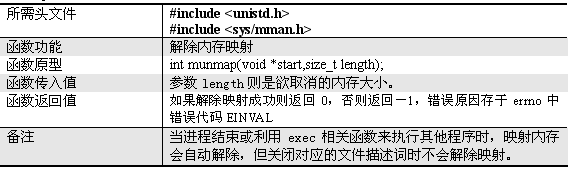 所需头文件
#include <unistd.h>
#include <sys/mman.h>
函数功能
解除内存映射
函数原型
int munmap(void *start,size_t length);
函数传入值
参数 length 则是欲取消的内存大小。
函数返回值
如果解除映射成功则返回 0，否则返回－1，错误原因存于 errno 中
错误代码 EINVAL
备注
当进程结束或利用 exec 相关函数来执行其他程序时，映射内存
会自动解除，但关闭对应的文件描述词时不会解除映射。